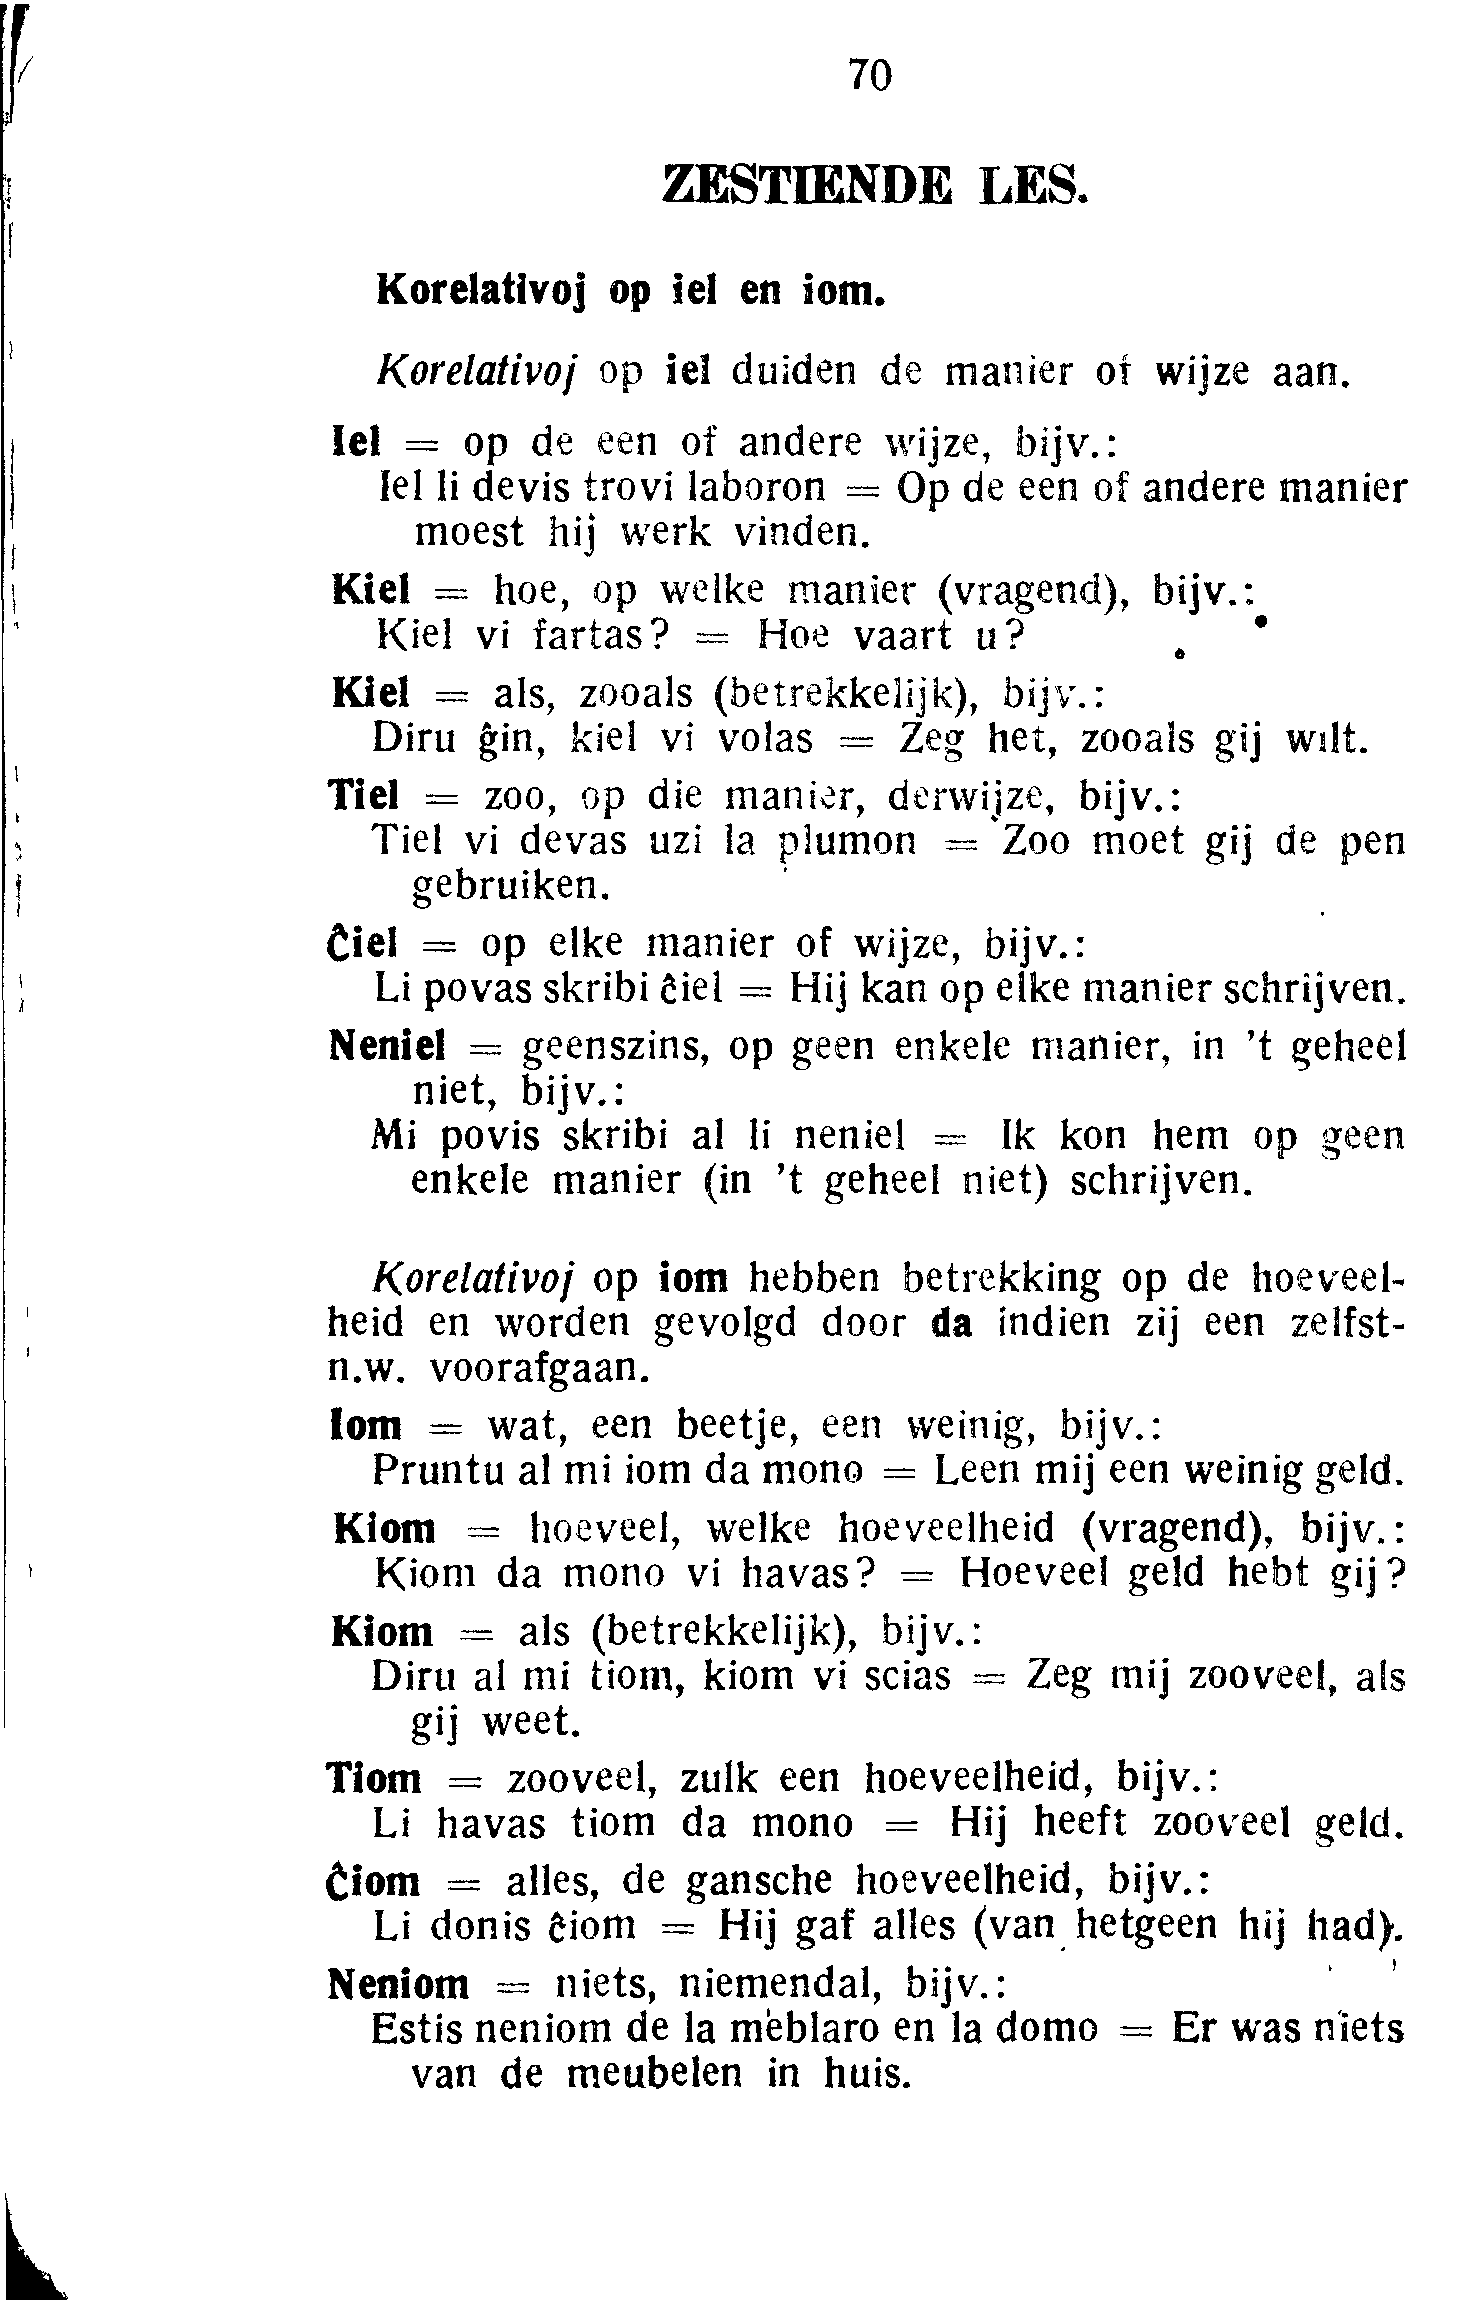 70
ZESTIENDE LES.
Korelativoj op iel en iom.
Korelativoj op iel duiden de manier of wijze aan.
Iel = op de een of andere wijze, bijv.:
Iel li devis trovi laboron = Op de een of andere manier
moest hij werk vinden.
Kiel = hoe, op welke manier (vragend), bijv.:
Kiel vi fartas? = Hoe vaart u?
Kiel = als, zooals (betrekkelijk), bijv.:
Diru ĝin, kiel vi volas = Zeg het, zooals gij wilt.
Tiel = zoo, op die manier, derwijze, bijv.:
Tiel vi devas uzi la plumon = Zoo moet gij de pen
gebruiken.
Ĉiel = op elke manier of wijze, bijv.:
Li povas skribi ĉiel = Hij kan op elke manier schrijven.
Neniel = geenszins, op geen enkele manier, in 't geheel
niet, bijv.:
Mi povis skribi al li neniel = Ik kon hem op geen
enkele manier (in 't geheel niet) schrijven.
Korelativoj op iom hebben betrekking op de hoeveel-
heid en worden gevolgd door da indien zij een zelfst-
n.w. voorafgaan.
Iom = wat, een beetje, een weinig, bijv.:
Pruntu al mi iom da mono = Leen mij een weinig geld.
Kiom = hoeveel, welke hoeveelheid (vragend), bijv.:
Kiom da mono vi havas? = Hoeveel geld hebt gij?
Kiom = als (betrekkelijk), bijv.:
Diru al mi tiom, kiom vi scias = Zeg mij zooveel, als
gij weet.
Tiom = zooveel, zulk een hoeveelheid, bijv.:
Li havas tiom da mono = Hij heeft zooveel geld.
Ĉiom = alles, de gansche hoeveelheid, bijv.:
Li donis ĉiom = Hij gaf alles (van hetgeen hij had).
Neniom = niets, niemendal, bijv.:
Estis neniom de la meblaro en la domo = Er was niets
van de meubelen in huis.